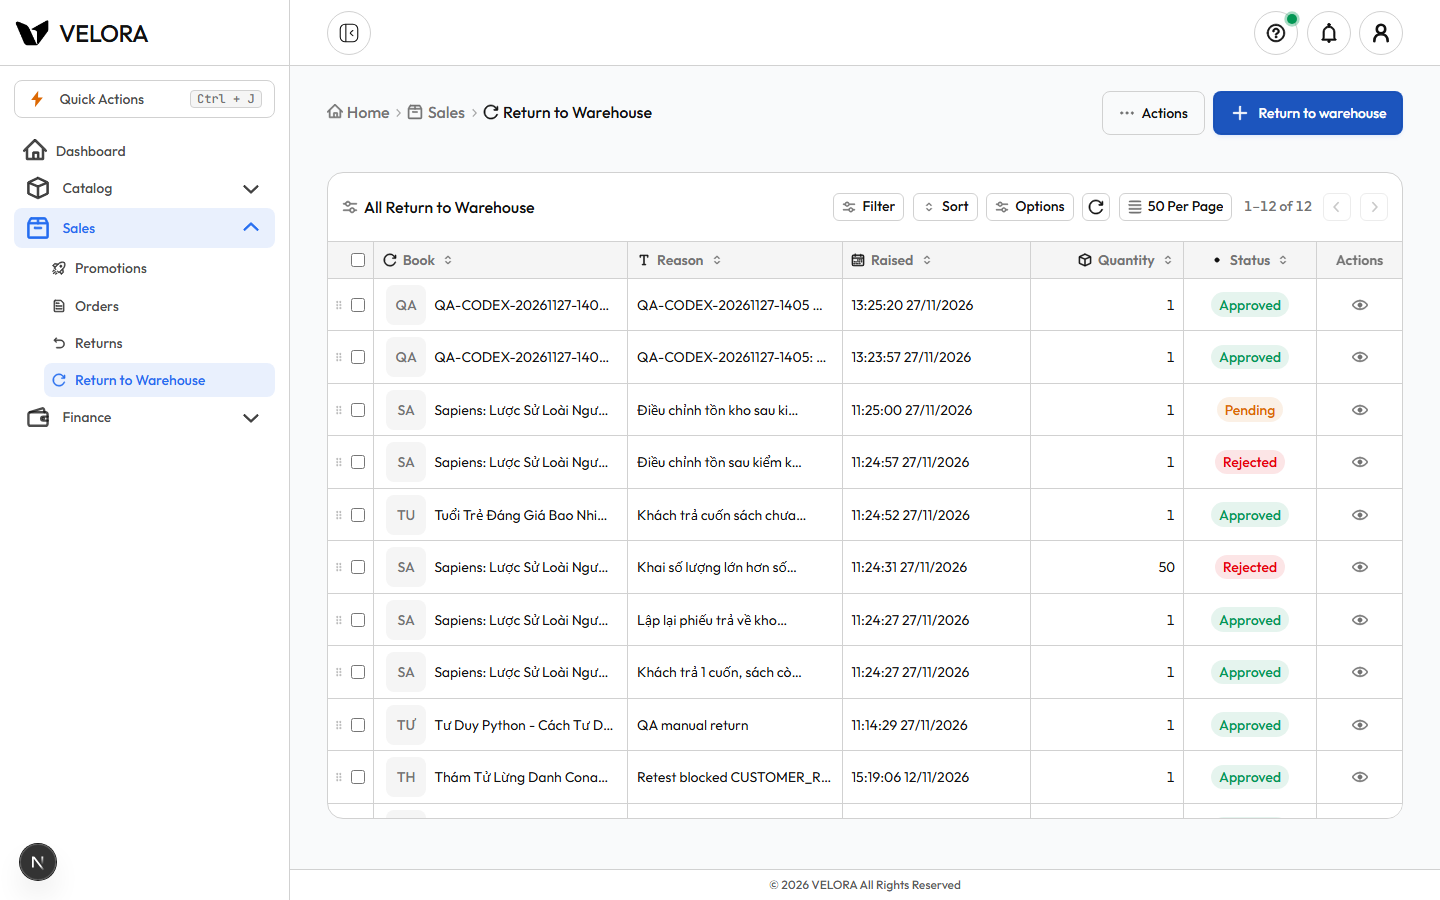 VELORA
Quick Actions Ctrl + J
Dashboard
Catalog
Sales
Promotions
Orders
Returns
Return to Warehouse
Finance
N
Home › Sales › Return to Warehouse
Actions
Return to warehouse
All Return to Warehouse
Filter Sort Options 50 Per Page 1–12 of 12
Book Reason Raised Quantity Status Actions
QA QA-CODEX-20261127-140... QA-CODEX-20261127-1405 ... 13:25:20 27/11/2026 1 Approved
QA QA-CODEX-20261127-140... QA-CODEX-20261127-1405: ... 13:23:57 27/11/2026 1 Approved
SA Sapiens: Lược Sử Loài Ngư... Điều chỉnh tồn kho sau ki... 11:25:00 27/11/2026 1 Pending
SA Sapiens: Lược Sử Loài Ngư... Điều chỉnh tồn sau kiểm k... 11:24:57 27/11/2026 1 Rejected
TU Tuổi Trẻ Đáng Giá Bao Nhi... Khách trả cuốn sách chưa... 11:24:52 27/11/2026 1 Approved
SA Sapiens: Lược Sử Loài Ngư... Khai số lượng lớn hơn số... 11:24:31 27/11/2026 50 Rejected
SA Sapiens: Lược Sử Loài Ngư... Lập lại phiếu trả về kho... 11:24:27 27/11/2026 1 Approved
SA Sapiens: Lược Sử Loài Ngư... Khách trả 1 cuốn, sách cò... 11:24:27 27/11/2026 1 Approved
TƯ Tư Duy Python - Cách Tư D... QA manual return 11:14:29 27/11/2026 1 Approved
TH Thám Tử Lừng Danh Cona... Retest blocked CUSTOMER_R... 15:19:06 12/11/2026 1 Approved
© 2026 VELORA All Rights Reserved